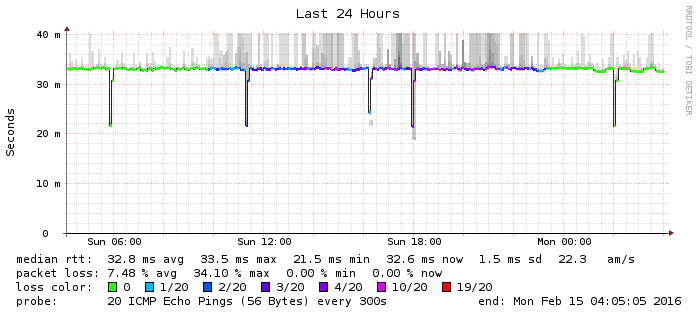 Last 24 Hours
RRDTOOL / TOBI OETIKER
Seconds
40 m
30 m
20 m
10 m
0
Sun 06:00 Sun 12:00 Sun 18:00 Mon 00:00
median rtt: 32.8 ms avg 33.5 ms max 21.5 ms min 32.6 ms now 1.5 ms sd 22.3 am/s
packet loss: 7.48 % avg 34.10 % max 0.00 % min 0.00 % now
loss color: 0 1/20 2/20 3/20 4/20 10/20 19/20
probe: 20 ICMP Echo Pings (56 Bytes) every 300s end: Mon Feb 15 04:05:05 2016